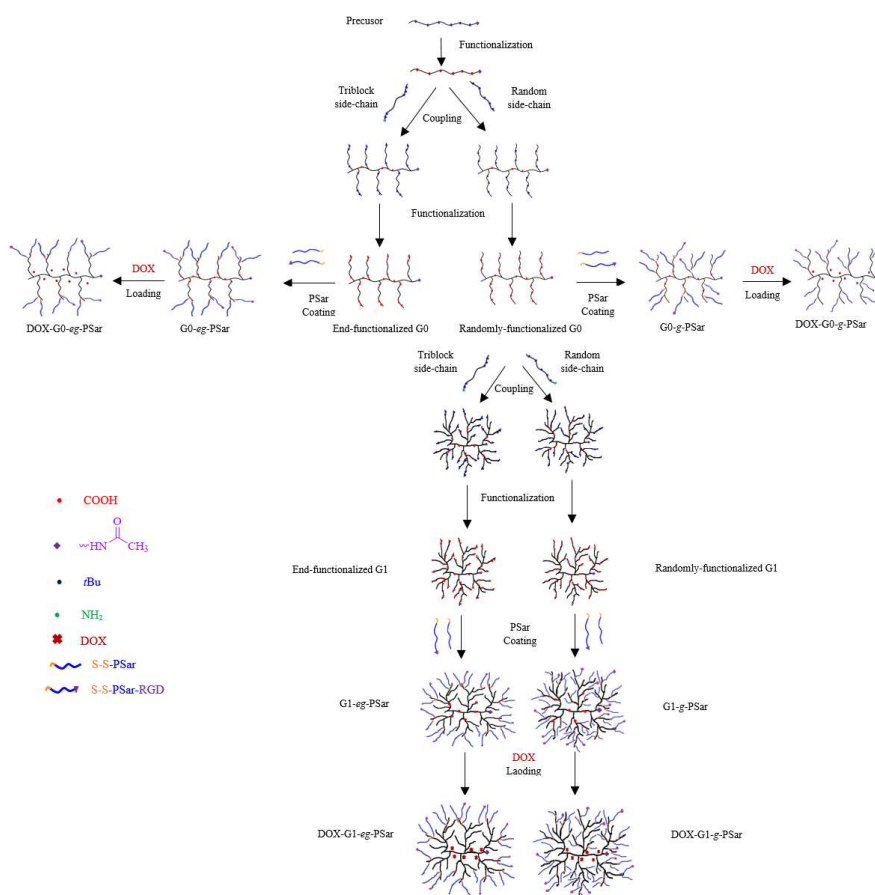 Precusor
Functionalization
Triblock
side-chain
Random
side-chain
Coupling
Functionalization
DOX
Loading
PSar
Coating
DOX
Loading
DOX-G0-eg-PSar
G0-eg-PSar
End-functionalized G0
Randomly-functionalized G0
G0-g-PSar
DOX-G0-g-PSar
Triblock
side-chain
Random
side-chain
Coupling
Functionalization
COOH
HN
O
CH3
tBu
NH2
DOX
S-S-PSar
S-S-PSar-RGD
End-functionalized G1
Randomly-functionalized G1
PSar
Coating
G1-eg-PSar
G1-g-PSar
DOX
Laoding
DOX-G1-eg-PSar
DOX-G1-g-PSar